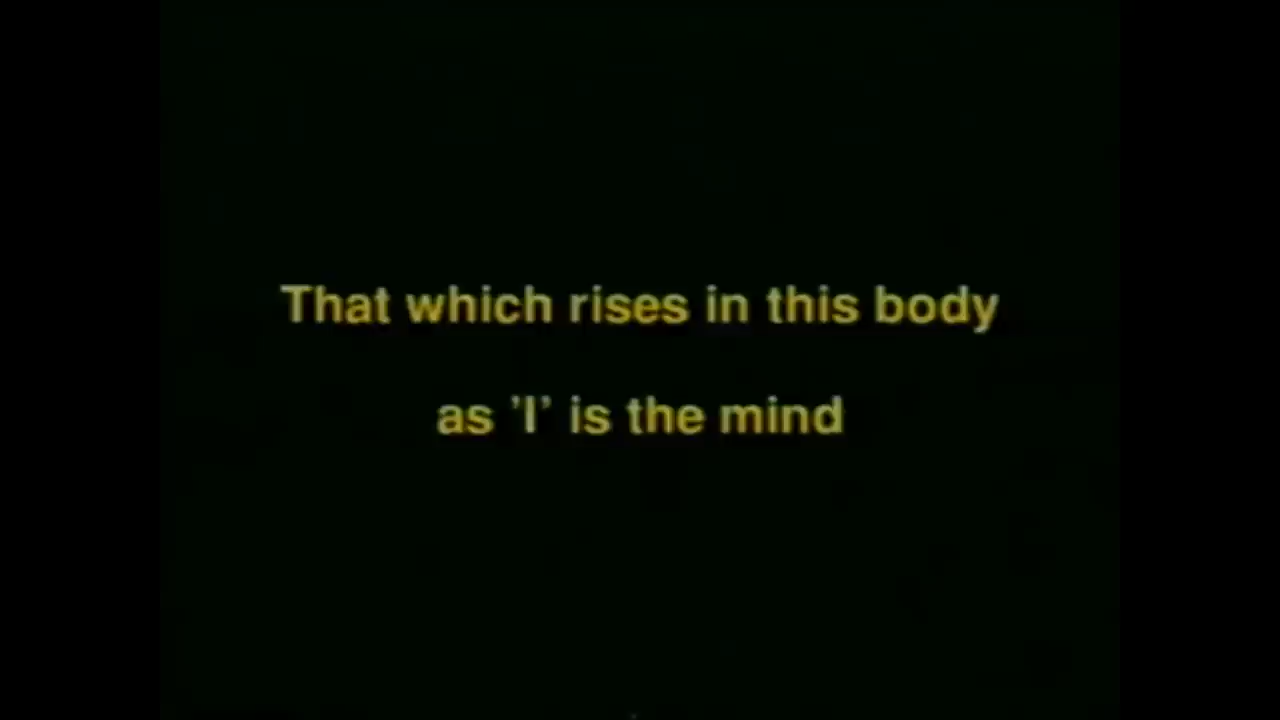 That which rises in this body
as 'I' is the mind